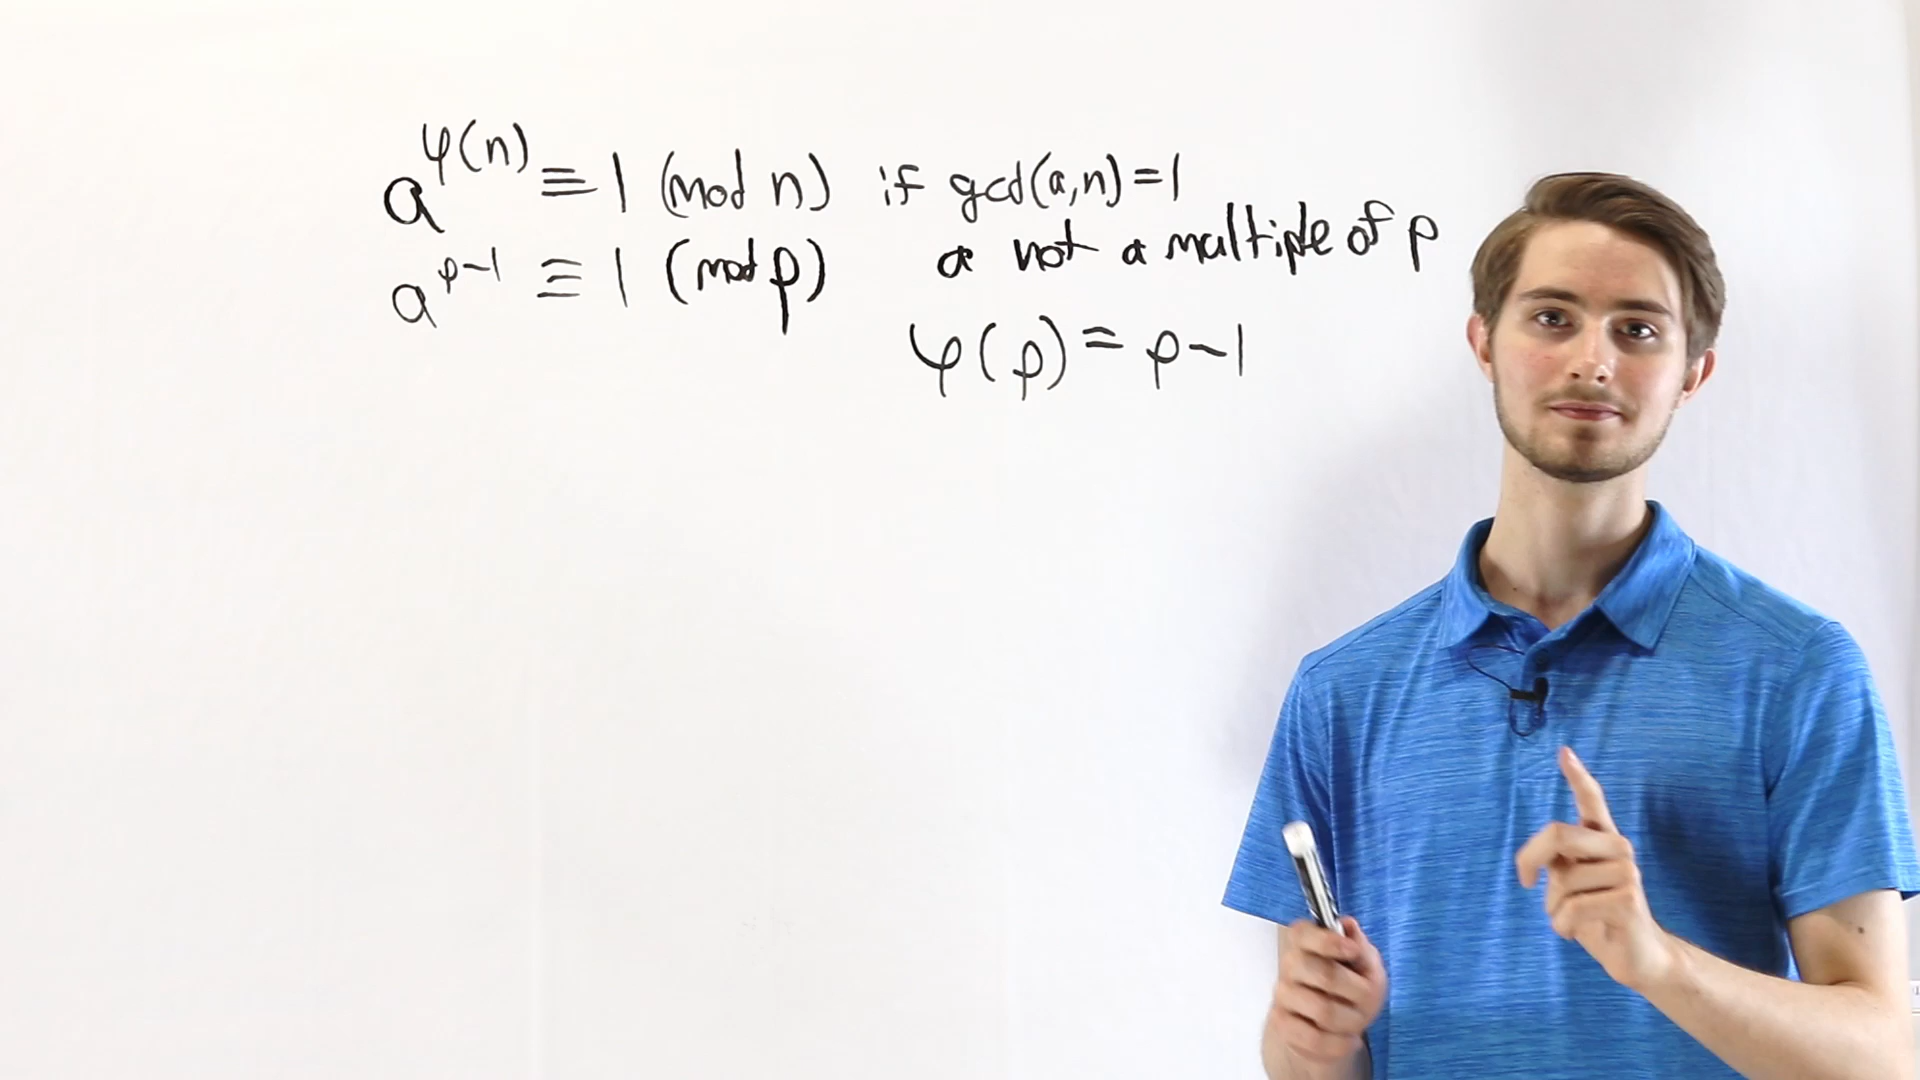 a^φ(n) ≡ 1 (mod n) if gcd(a,n)=1
a^p-1 ≡ 1 (mod p) a not a multiple of p
φ(p) = p-1